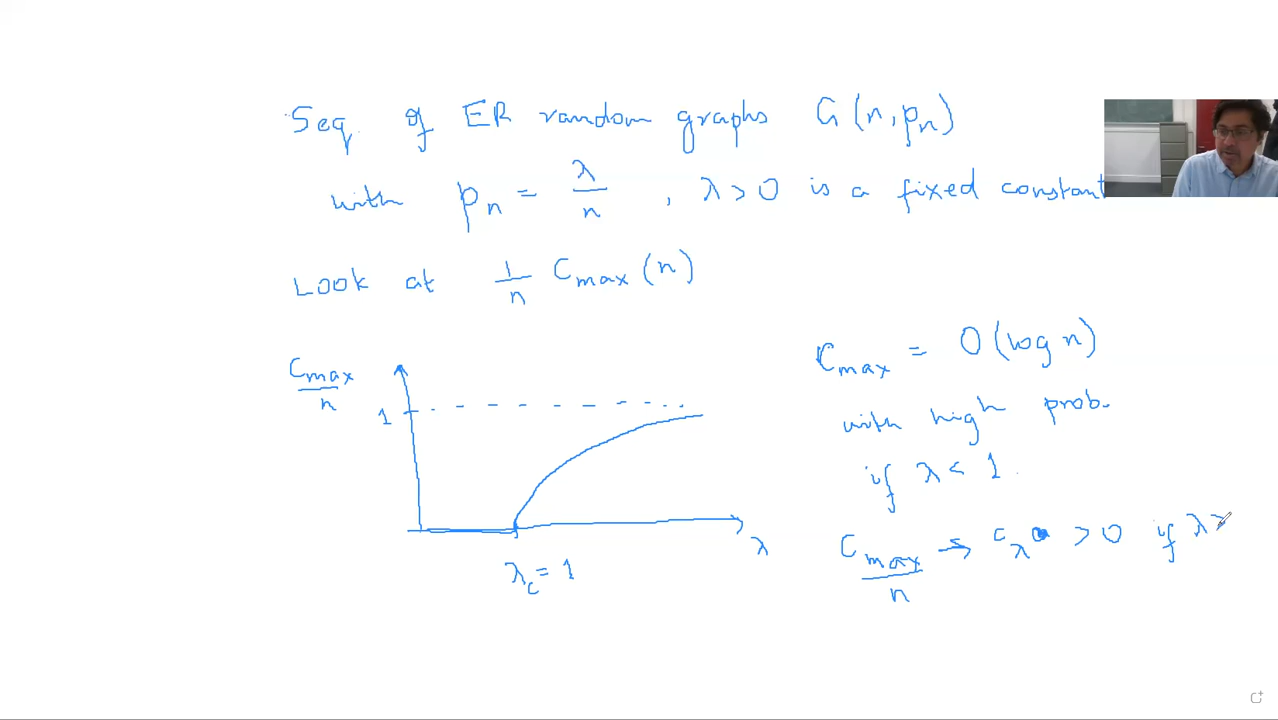 Seq. of ER random graphs G(n, pₙ)
with pₙ = λ/n , λ > 0 is a fixed constant
Look at 1/n Cmax(n)
Cmax/n
1
λc = 1
λ
Cmax = O(log n)
with high prob.
if λ < 1.
Cmax/n → cλ > 0 if λ >